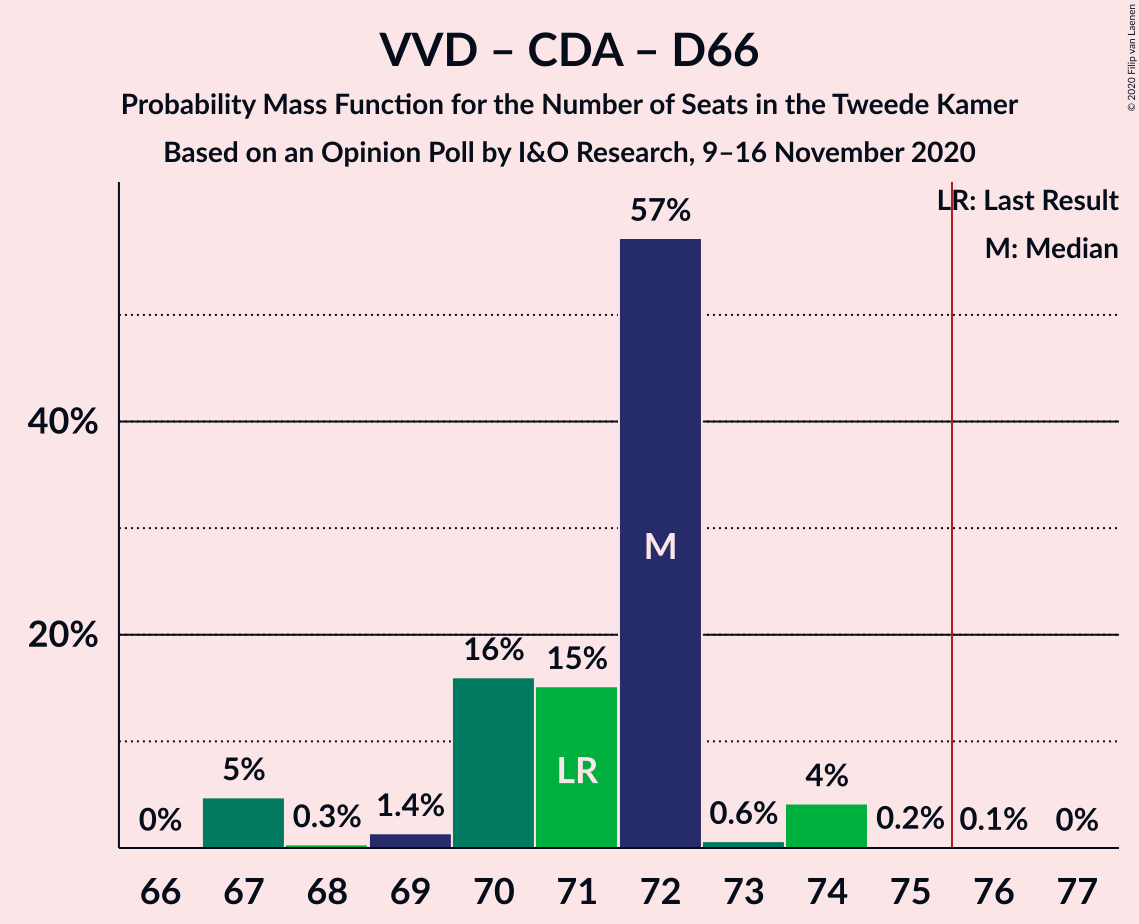 VVD – CDA – D66
Probability Mass Function for the Number of Seats in the Tweede Kamer
Based on an Opinion Poll by I&O Research, 9–16 November 2020
© 2020 Filip van Laenen
LR: Last Result
M: Median
57%
40%
M
20%
16%
15%
LR
5%
4%
0%
0.3%
1.4%
0.6%
0.2%
0.1%
0%
66 67 68 69 70 71 72 73 74 75 76 77